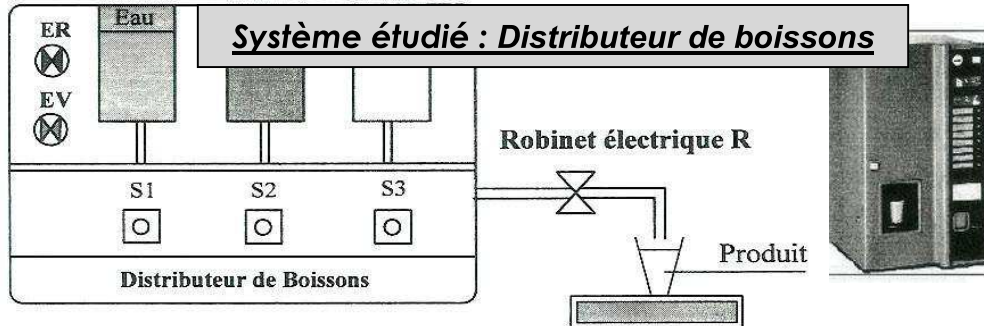 Système étudié : Distributeur de boissons
Eau
ER
EV
Robinet électrique R
S1 S2 S3
Produit
Distributeur de Boissons